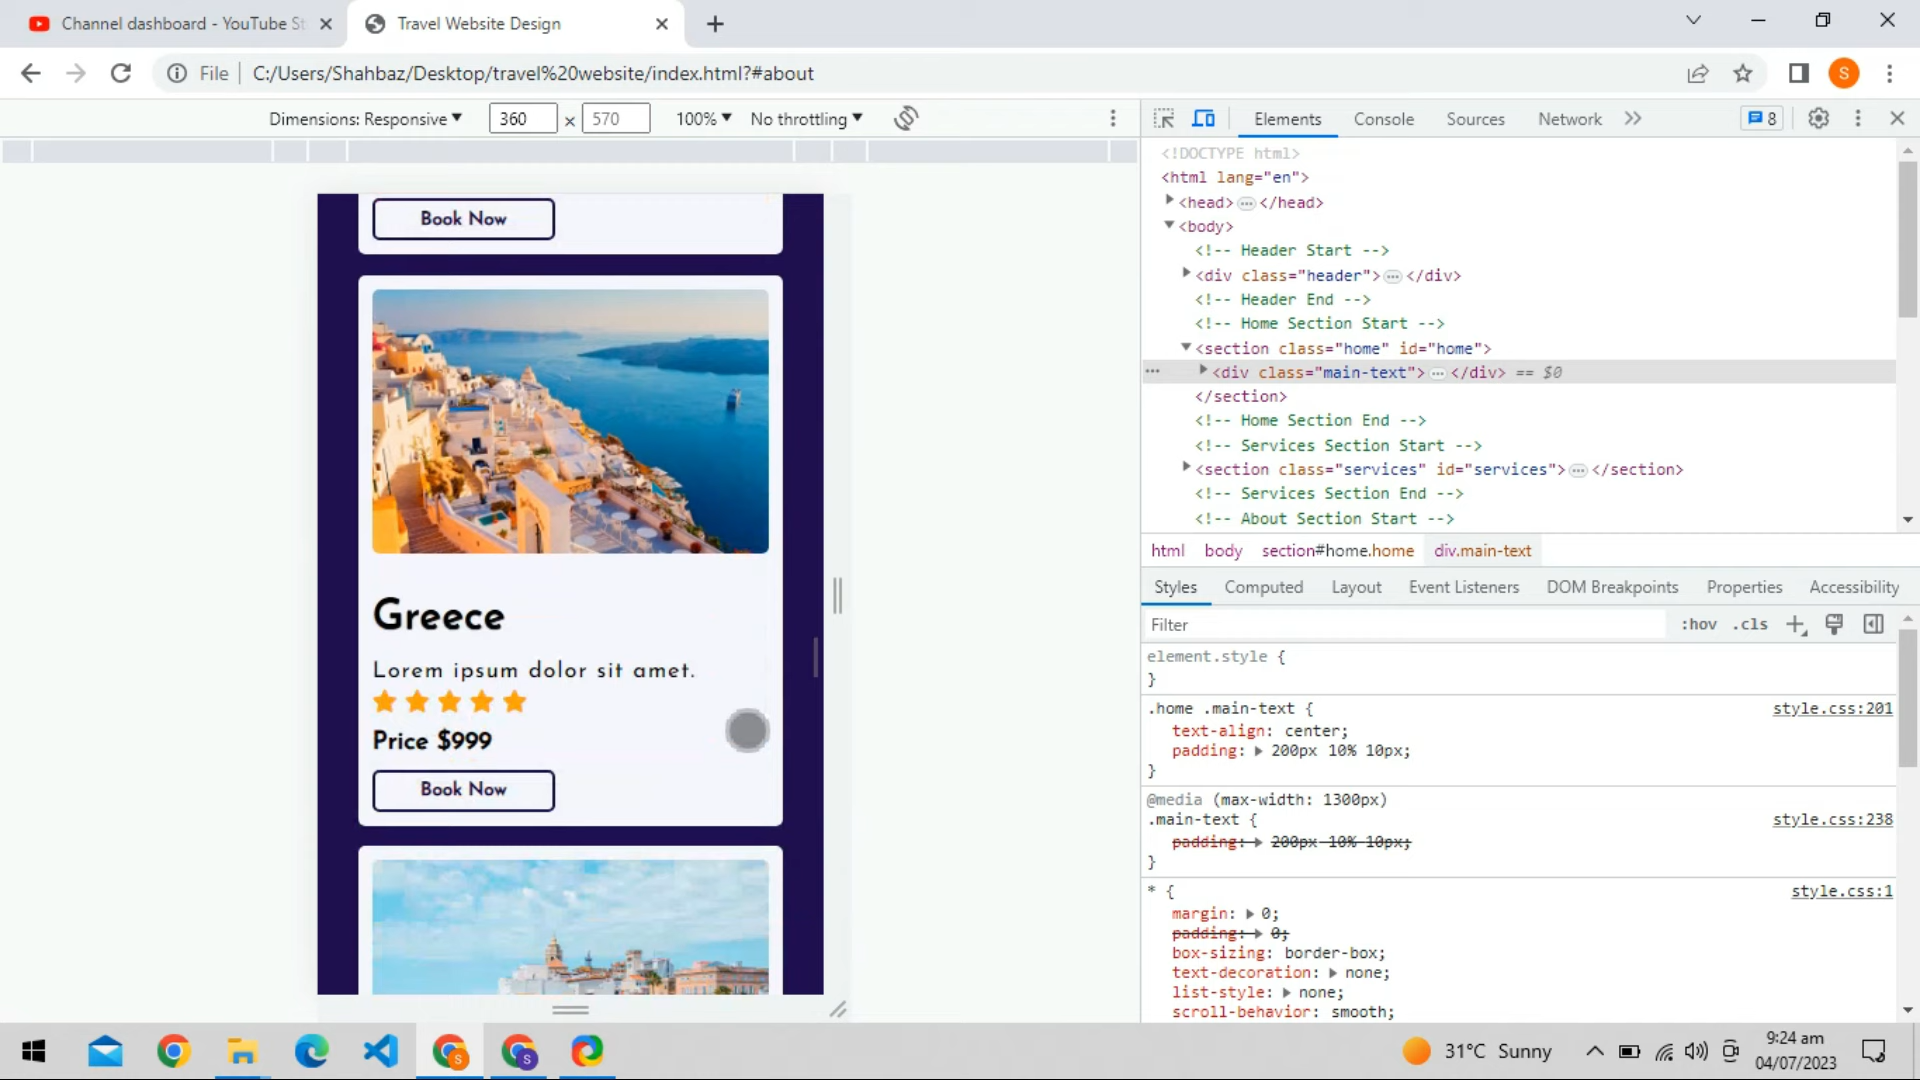 Channel dashboard - YouTube St
Travel Website Design
File
C:/Users/Shahbaz/Desktop/travel%20website/index.html?#about
S
Dimensions: Responsive
360
×
570
100%
No throttling
Elements
Console
Sources
Network
8
Book Now
Greece
Lorem ipsum dolor sit amet.
Price $999
Book Now
<!DOCTYPE html>
<html lang="en">
<head> … </head>
<body>
<!-- Header Start -->
<div class="header"> … </div>
<!-- Header End -->
<!-- Home Section Start -->
<section class="home" id="home">
<div class="main-text"> … </div> == $0
</section>
<!-- Home Section End -->
<!-- Services Section Start -->
<section class="services" id="services"> … </section>
<!-- Services Section End -->
<!-- About Section Start -->
html body section#home.home div.main-text
Styles Computed Layout Event Listeners DOM Breakpoints Properties Accessibility
Filter
:hov .cls
element.style {
}
.home .main-text {
style.css:201
text-align: center;
padding: 200px 10% 10px;
}
@media (max-width: 1300px)
.main-text {
style.css:238
padding: 200px 10% 10px;
}
* {
style.css:1
margin: 0;
padding: 0;
box-sizing: border-box;
text-decoration: none;
list-style: none;
scroll-behavior: smooth;
S
S
31°C Sunny
9:24 am
04/07/2023